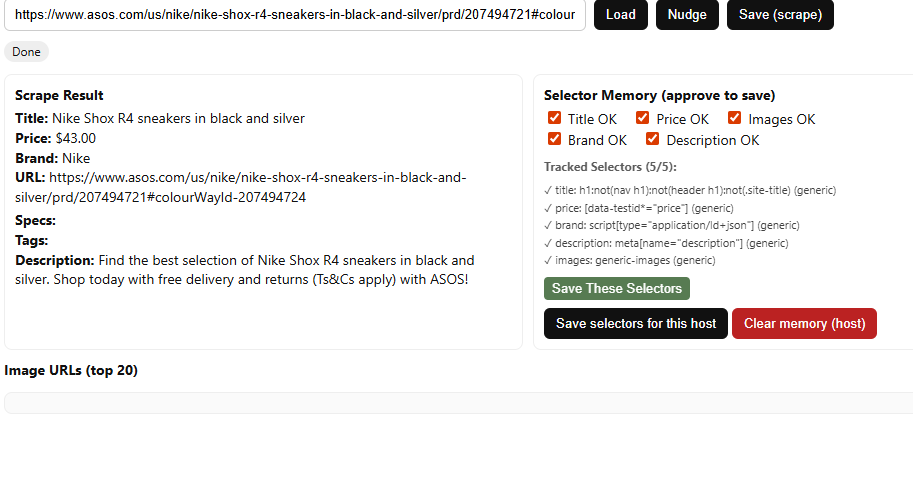 https://www.asos.com/us/nike/nike-shox-r4-sneakers-in-black-and-silver/prd/207494721#colour
Load
Nudge
Save (scrape)
Done
Scrape Result
Title: Nike Shox R4 sneakers in black and silver
Price: $43.00
Brand: Nike
URL: https://www.asos.com/us/nike/nike-shox-r4-sneakers-in-black-and-
silver/prd/207494721#colourWayId-207494724
Specs:
Tags:
Description: Find the best selection of Nike Shox R4 sneakers in black and
silver. Shop today with free delivery and returns (Ts&Cs apply) with ASOS!
Selector Memory (approve to save)
Title OK Price OK Images OK
Brand OK Description OK
Tracked Selectors (5/5):
✓ title: h1:not(nav h1):not(header h1):not(.site-title) (generic)
✓ price: [data-testid*="price"] (generic)
✓ brand: script[type="application/ld+json"] (generic)
✓ description: meta[name="description"] (generic)
✓ images: generic-images (generic)
Save These Selectors
Save selectors for this host
Clear memory (host)
Image URLs (top 20)